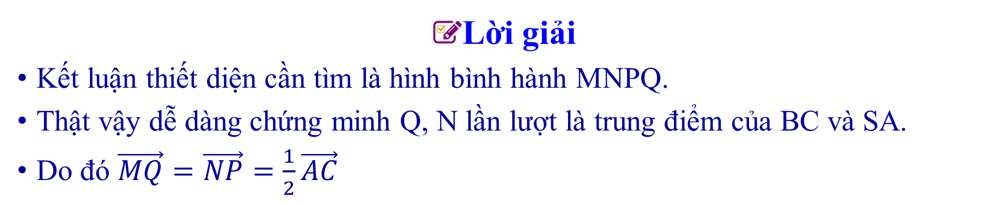 Lời giải
• Kết luận thiết diện cần tìm là hình bình hành MNPQ.
• Thật vậy dễ dàng chứng minh Q, N lần lượt là trung điểm của BC và SA.
• Do đó $\overrightarrow{MQ} = \overrightarrow{NP} = \frac{1}{2}\overrightarrow{AC}$